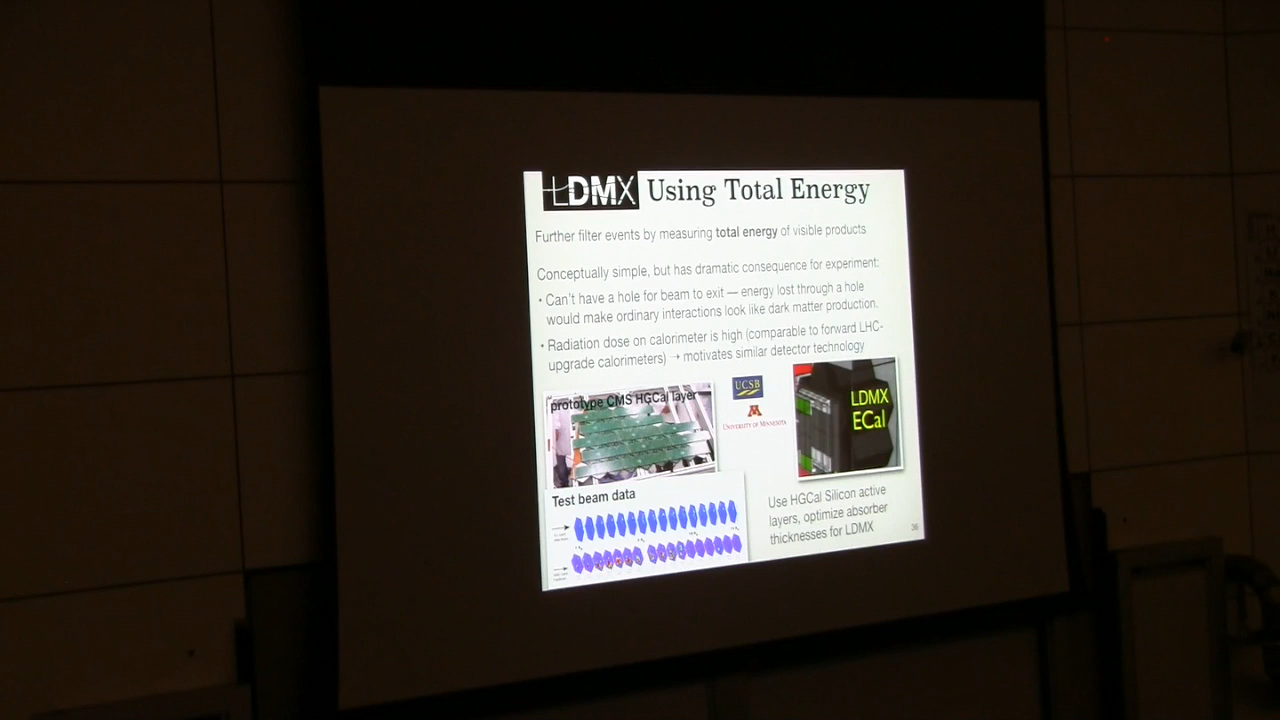 LDMX Using Total Energy
Further filter events by measuring total energy of visible products
Conceptually simple, but has dramatic consequence for experiment:
• Can't have a hole for beam to exit — energy lost through a hole
would make ordinary interactions look like dark matter production.
• Radiation dose on calorimeter is high (comparable to forward LHC-
upgrade calorimeters) → motivates similar detector technology
prototype CMS HGCal layer
UCSB
M
UNIVERSITY OF MINNESOTA
LDMX
ECal
Test beam data
Use HGCal Silicon active
layers, optimize absorber
thicknesses for LDMX
36